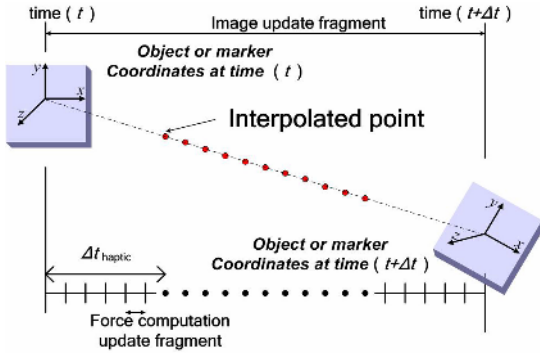 time ( t )
Image update fragment
time ( t+Δt )
Object or marker
Coordinates at time ( t )
y
x
z
Interpolated point
y
z
x
Object or marker
Coordinates at time ( t+Δt )
Δt haptic
Force computation
update fragment